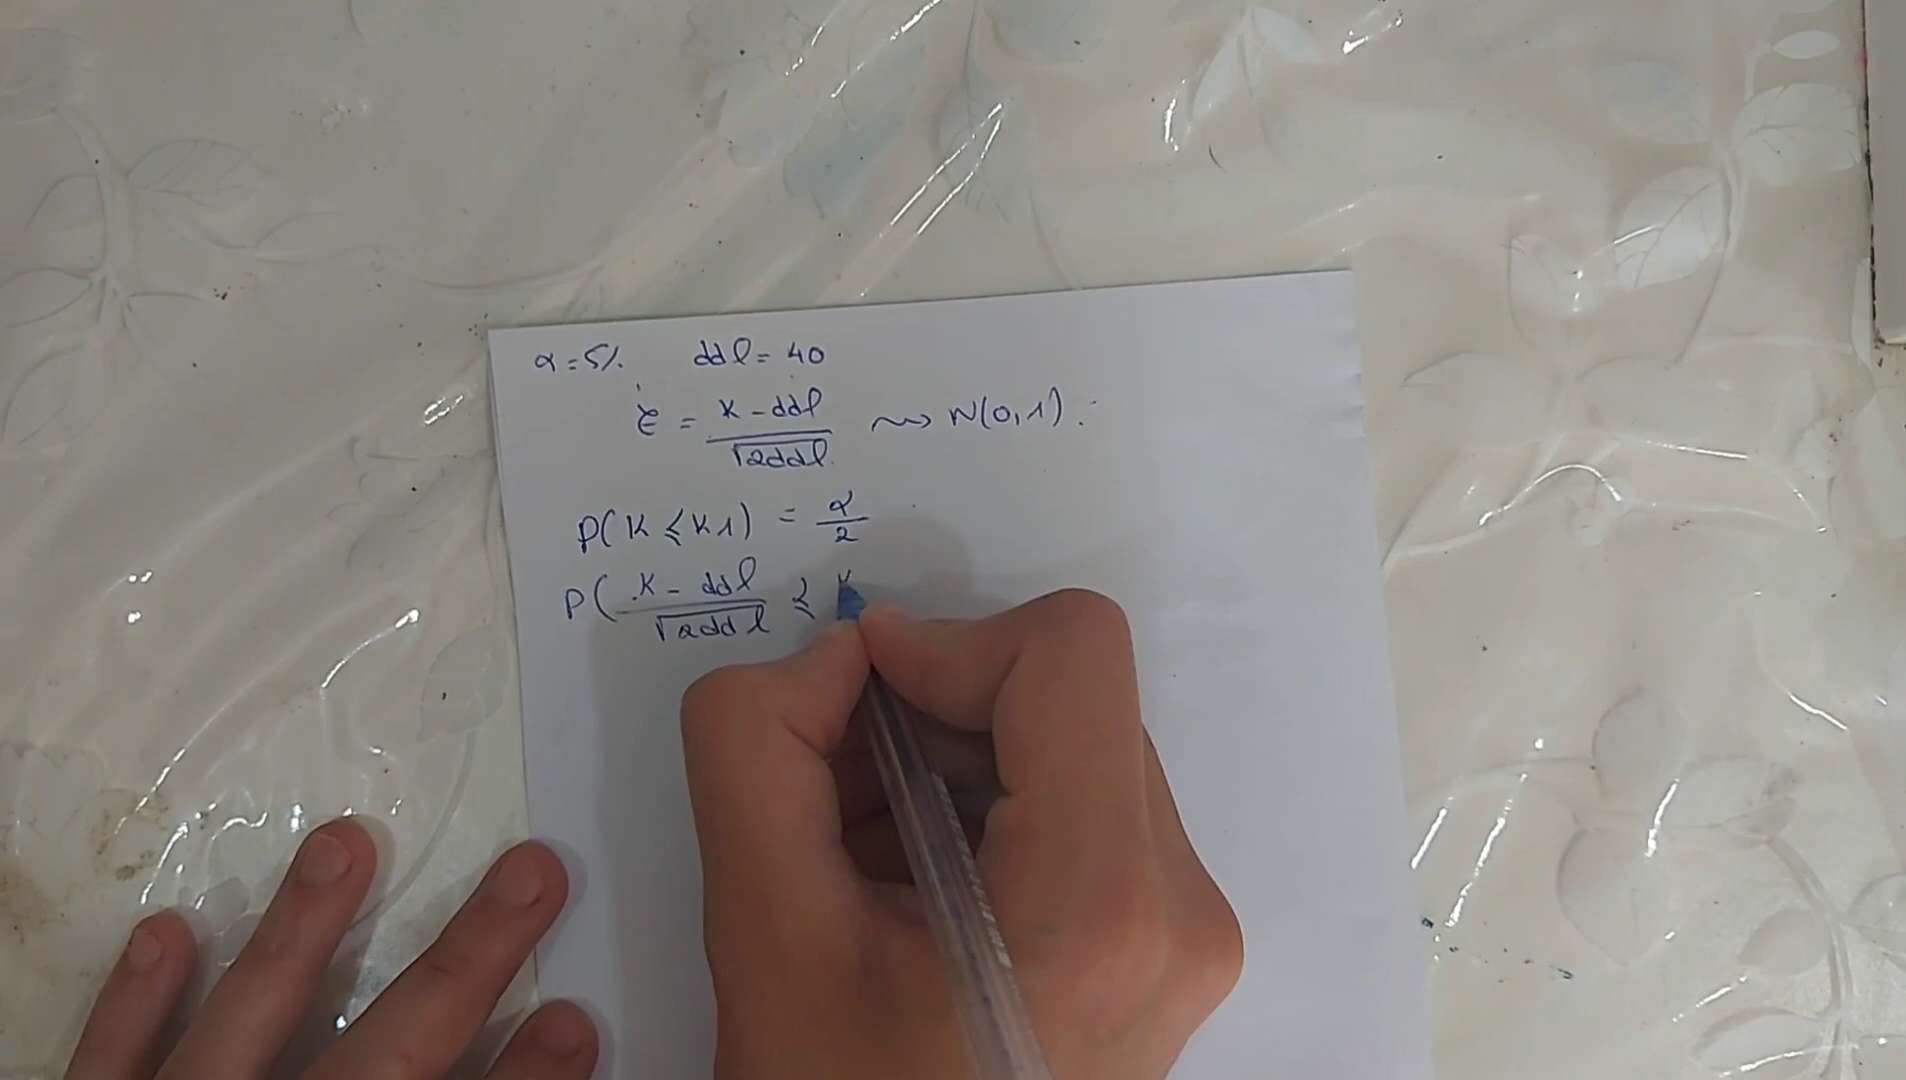 α = 5%  ddl = 40
Z = K - ddl / √2ddl ⇝ N(0,1).
P(K ≤ K1) = α/2
P( K - ddl / √2ddl ≤ K